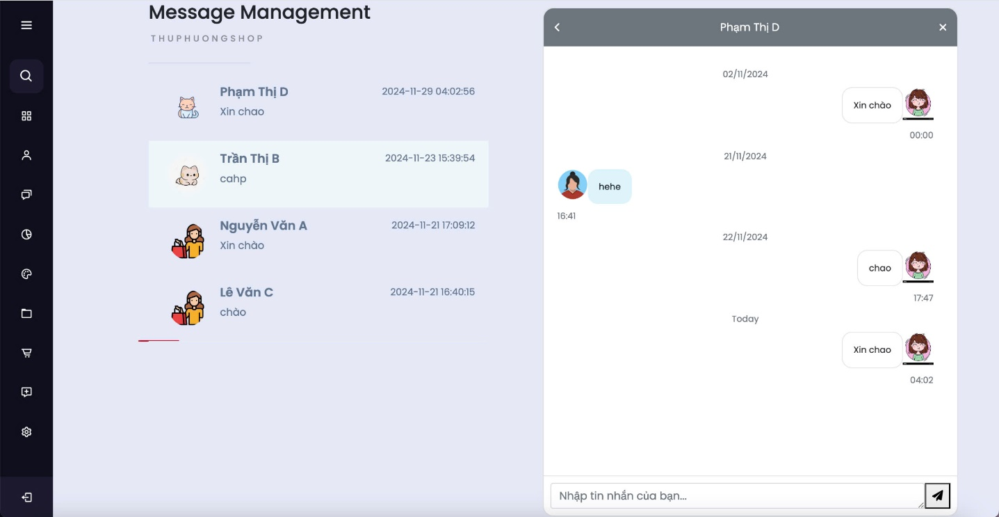 Message Management
THUPHUONGSHOP
Phạm Thị D
2024-11-29 04:02:56
Xin chao
Trần Thị B
2024-11-23 15:39:54
cahp
Nguyễn Văn A
2024-11-21 17:09:12
Xin chào
Lê Văn C
2024-11-21 16:40:15
chào
Phạm Thị D
02/11/2024
Xin chào
00:00
21/11/2024
hehe
16:41
22/11/2024
chao
17:47
Today
Xin chao
04:02
Nhập tin nhắn của bạn...